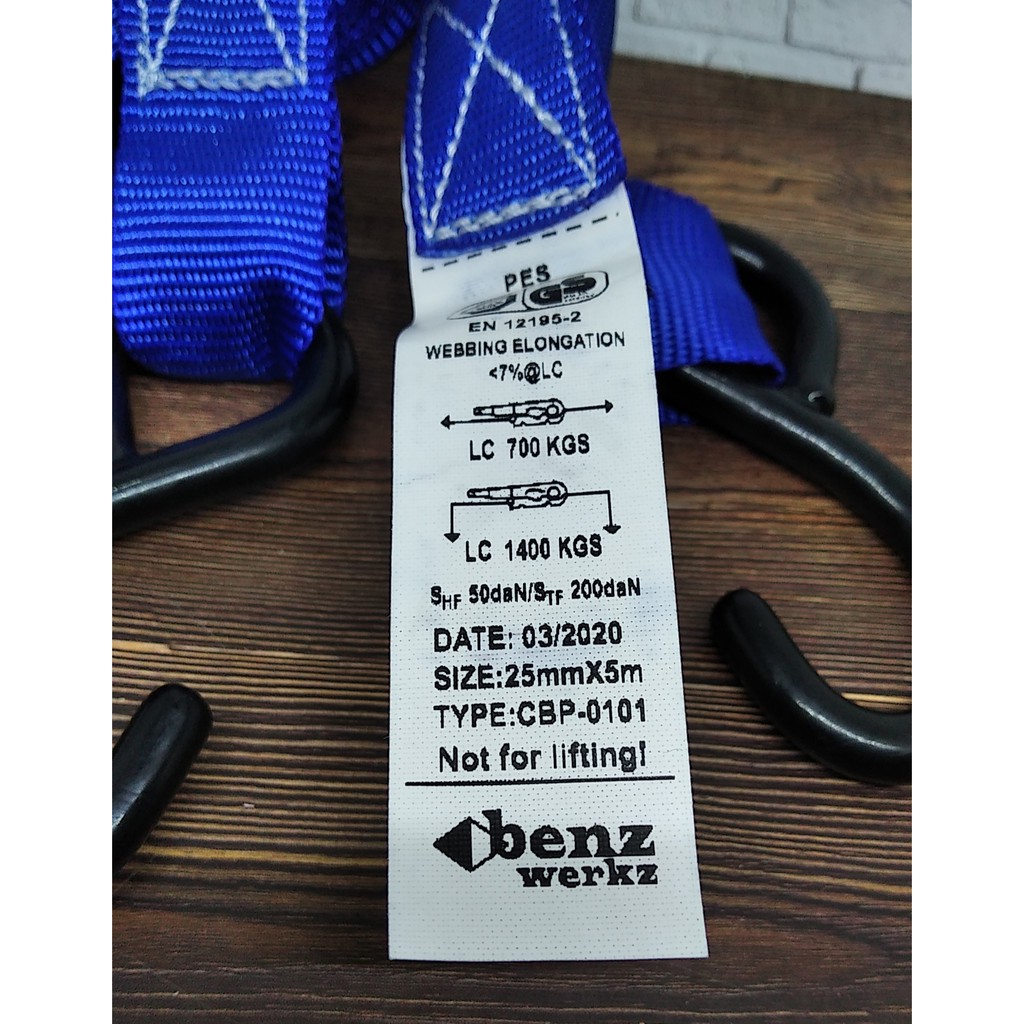 PES
GS
EN 12195-2
WEBBING ELONGATION
<7%@LC
LC 700 KGS
LC 1400 KGS
SHF 50daN/STF 200daN
DATE: 03/2020
SIZE:25mmX5m
TYPE:CBP-0101
Not for lifting!
benz
werkz